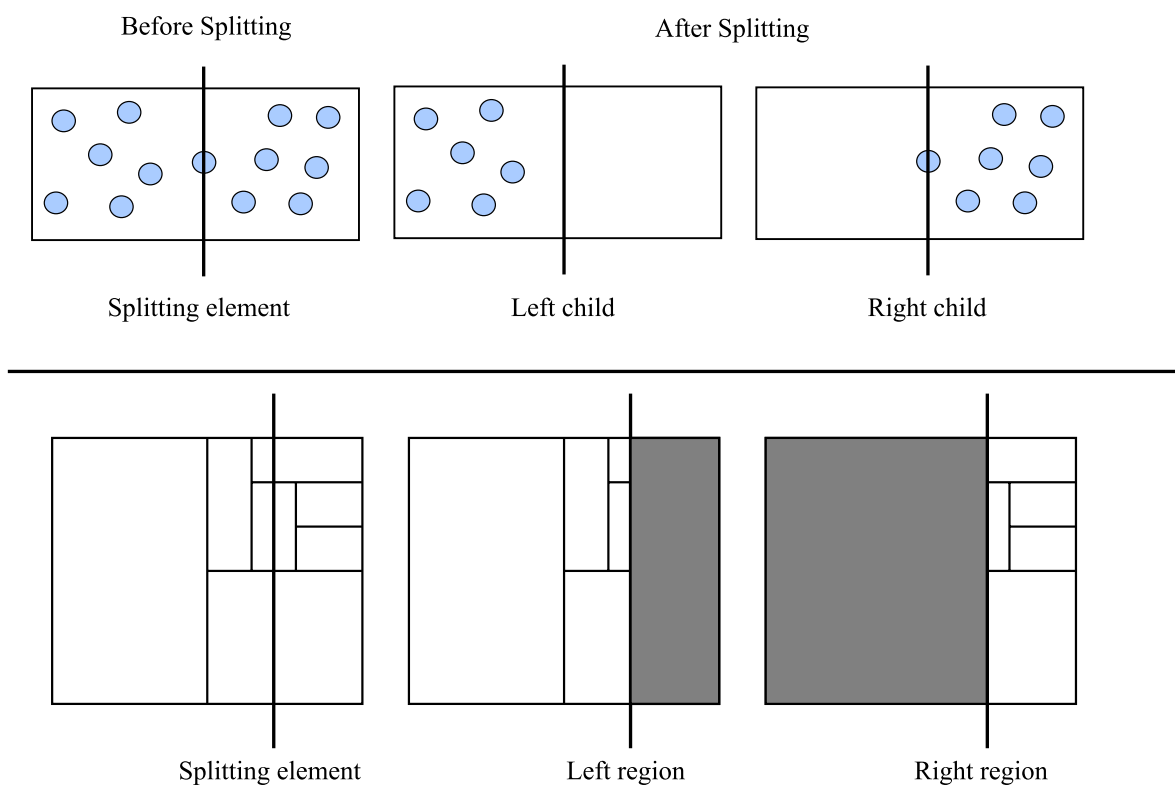 Before Splitting
After Splitting
Splitting element
Left child
Right child
Splitting element
Left region
Right region